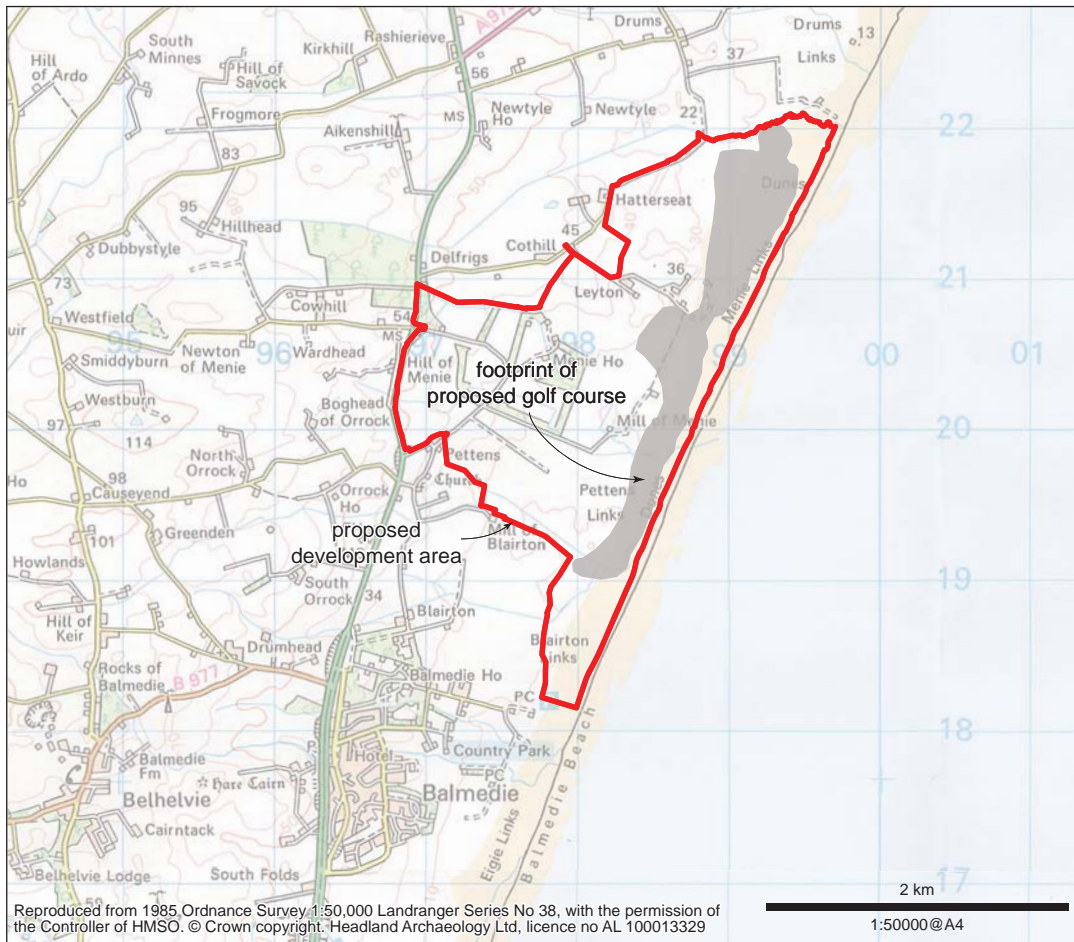 Drums
Drums
Links
13
A 97
Rashierieve
Kirkhill
South
Minnes
Hill
of Ardo
Hill of
Savock
56
37
Newtyle
Ho
Newtyle
22
MS
Frogmore
Aikenshill
22
83
70
50
80
Dunes
95
Hillhead
Hatterseat
40
30
45
Cothill
Dubbystyle
Delfrigs
36
21
73
Leyton
Menie Links
Cowhill
54
Westfield
MS
97
98
95
96
99
00
01
Smiddyburn
Newton
of Menie
Wardhead
Hill of
Menie
Menie Ho
footprint of
proposed golf course
Westburn
Boghead
of Orrock
Mill of Menie
97
114
20
North
Orrock
Pettens
Church
98
Ho
Causeyend
Orrock
Ho
Pettens
Links
Dunes
Greenden
proposed
development area
Mill of
Blairton
101
Howlands
19
South
Orrock
34
Hill of
Keir
Blairton
Drumhead
Blairton
Links
Rocks of
Balmedie
B 977
Balmedie Ho
PC
18
Country Park
Hotel
Balmedie
Fm
PC
Hare Cairn
Belhelvie
Balmedie
Cairntack
Balmedie Beach
Eigie Links
Belhelvie Lodge
South Folds
17
2 km
Reproduced from 1985 Ordnance Survey 1:50,000 Landranger Series No 38, with the permission of
the Controller of HMSO. © Crown copyright. Headland Archaeology Ltd, licence no AL 100013329
1:50000@A4